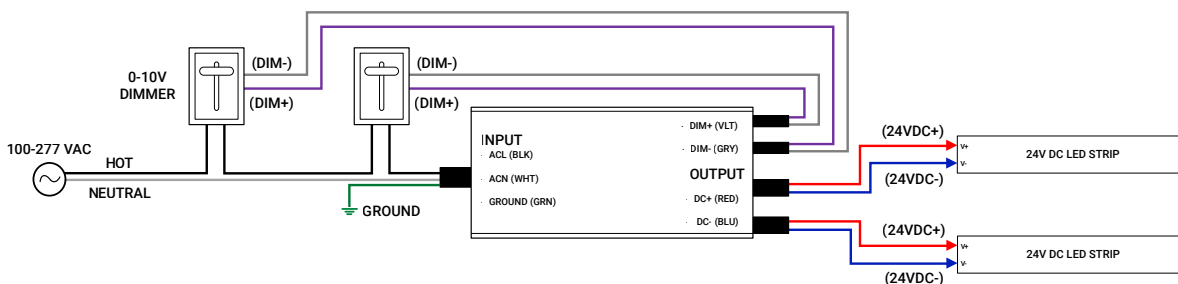 0-10V
DIMMER
(DIM-)
(DIM+)
(DIM-)
(DIM+)
100-277 VAC
HOT
NEUTRAL
GROUND
INPUT
ACL (BLK)
ACN (WHT)
GROUND (GRN)
DIM+ (VLT)
DIM- (GRY)
OUTPUT
DC+ (RED)
DC- (BLU)
(24VDC+)
(24VDC-)
V+
V-
24V DC LED STRIP
(24VDC+)
(24VDC-)
V+
V-
24V DC LED STRIP